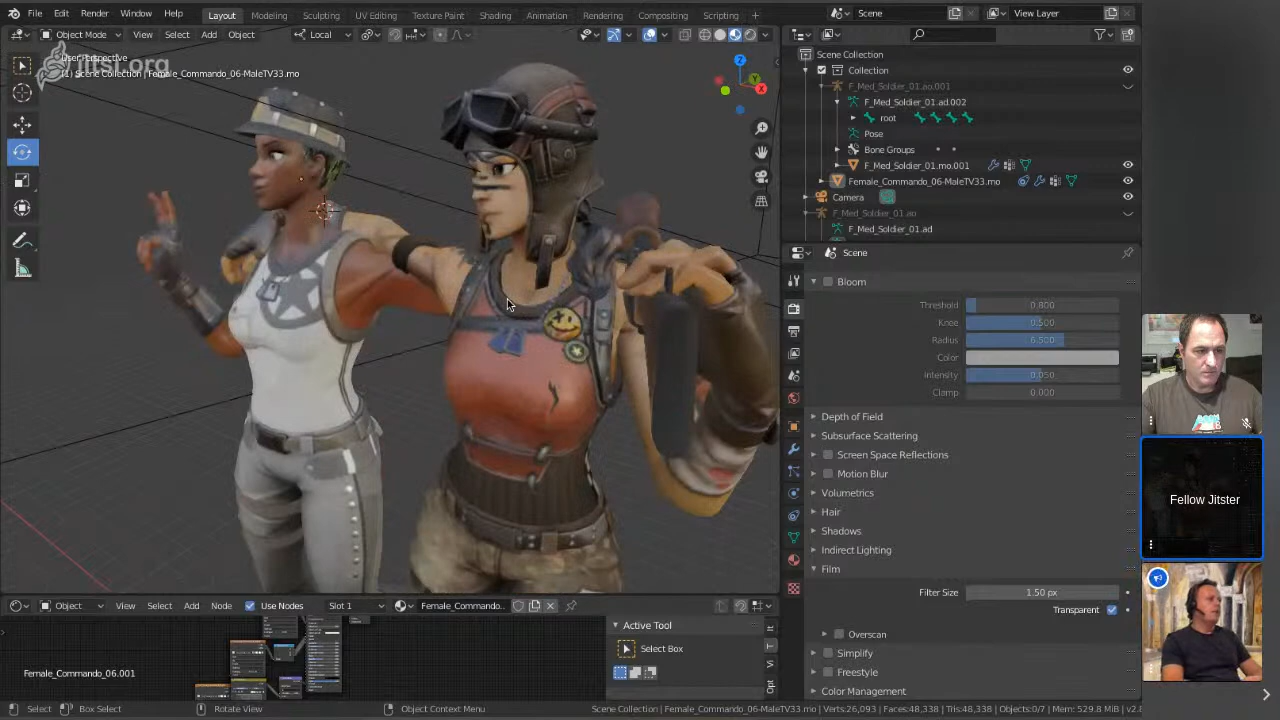 File Edit Render Window Help Layout Modeling Sculpting UV Editing Texture Paint Shading Animation Rendering Compositing Scripting Scene View Layer
Object Mode View Select Add Object Local
jitsi.org
User Perspective
(1) Scene Collection | Female_Commando_06-MaleTV33.mo
Scene Collection
Collection
F_Med_Soldier_01.ao.001
F_Med_Soldier_01.ad.002
root
Pose
Bone Groups
F_Med_Soldier_01.mo.001
Female_Commando_06-MaleTV33.mo
Camera
F_Med_Soldier_01.ao
F_Med_Soldier_01.ad
Scene
Bloom
Threshold 0.800
Knee 0.500
Radius 6.500
Color
Intensity 0.050
Clamp 0.000
Depth of Field
Subsurface Scattering
Screen Space Reflections
Motion Blur
Volumetrics
Hair
Shadows
Indirect Lighting
Film
Filter Size 1.50 px
Transparent
Overscan
Simplify
Freestyle
Color Management
Fellow Jitster
Object View Select Add Node Use Nodes Slot 1 Female_Commando..
Active Tool
Select Box
Female_Commando_06.001
Select Box Select Rotate View Object Context Menu
Scene Collection | Female_Commando_06-MaleTV33.mo | Verts:26,093 | Faces:48,338 | Tris:48,338 | Objects:0/7 | Mem: 529.8 MiB | v2.8